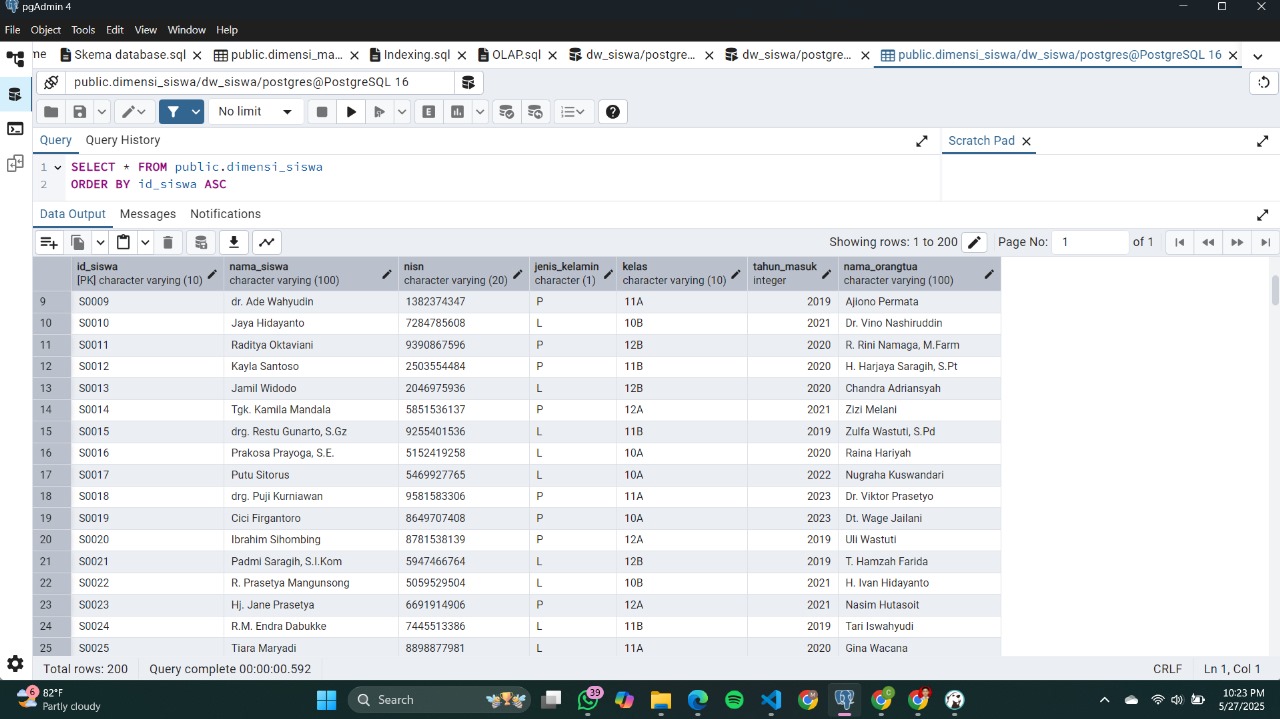 pgAdmin 4
File Object Tools Edit View Window Help
me Skema database.sql public.dimensi_ma... Indexing.sql OLAP.sql dw_siswa/postgre... dw_siswa/postgre... public.dimensi_siswa/dw_siswa/postgres@PostgreSQL 16
public.dimensi_siswa/dw_siswa/postgres@PostgreSQL 16
No limit E
Query Query History Scratch Pad
1 SELECT * FROM public.dimensi_siswa
2 ORDER BY id_siswa ASC
Data Output Messages Notifications
Showing rows: 1 to 200 Page No: 1 of 1
id_siswa nama_siswa nisn jenis_kelamin kelas tahun_masuk nama_orangtua
[PK] character varying (10) character varying (100) character varying (20) character (1) character varying (10) integer character varying (100)
9 S0009 dr. Ade Wahyudin 1382374347 P 11A 2019 Ajiono Permata
10 S0010 Jaya Hidayanto 7284785608 L 10B 2021 Dr. Vino Nashiruddin
11 S0011 Raditya Oktaviani 9390867596 P 12B 2020 R. Rini Namaga, M.Farm
12 S0012 Kayla Santoso 2503554484 P 11B 2020 H. Harjaya Saragih, S.Pt
13 S0013 Jamil Widodo 2046975936 L 12B 2020 Chandra Adriansyah
14 S0014 Tgk. Kamila Mandala 5851536137 P 12A 2021 Zizi Melani
15 S0015 drg. Restu Gunarto, S.Gz 9255401536 L 11B 2019 Zulfa Wastuti, S.Pd
16 S0016 Prakosa Prayoga, S.E. 5152419258 L 10A 2020 Raina Hariyah
17 S0017 Putu Sitorus 5469927765 L 10A 2022 Nugraha Kuswandari
18 S0018 drg. Puji Kurniawan 9581583306 P 11A 2023 Dr. Viktor Prasetyo
19 S0019 Cici Firgantoro 8649707408 P 10A 2023 Dt. Wage Jailani
20 S0020 Ibrahim Sihombing 8781538139 P 12A 2019 Uli Wastuti
21 S0021 Padmi Saragih, S.I.Kom 5947466764 L 12B 2019 T. Hamzah Farida
22 S0022 R. Prasetya Mangunsong 5059529504 L 10B 2021 H. Ivan Hidayanto
23 S0023 Hj. Jane Prasetya 6691914906 P 12A 2021 Nasim Hutasoit
24 S0024 R.M. Endra Dabukke 7445513386 L 11B 2019 Tari Iswahyudi
25 S0025 Tiara Maryadi 8898877981 L 11A 2020 Gina Wacana
Total rows: 200 Query complete 00:00:00.592 CRLF Ln 1, Col 1
6 82°F
Partly cloudy
Search
39
10:23 PM
5/27/2025